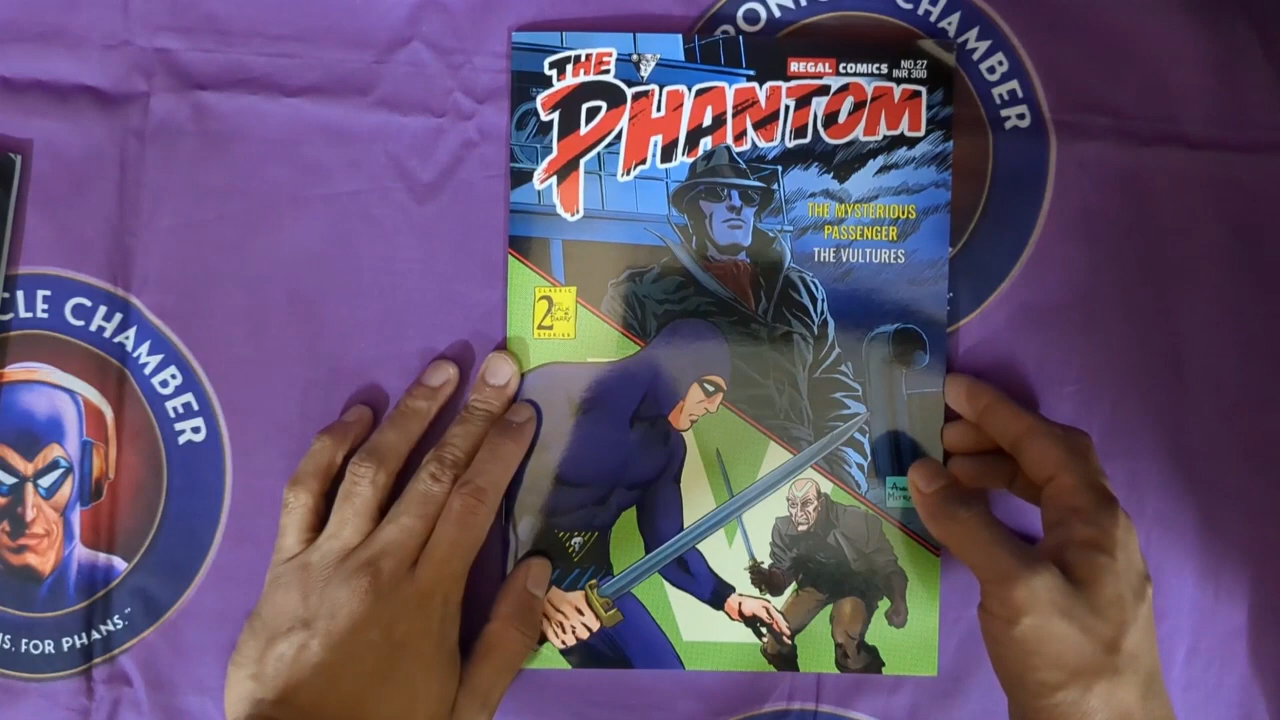 THE
PHANTOM
REGAL COMICS
NO.27
INR 300
THE MYSTERIOUS
PASSENGER
THE VULTURES
CLASSIC
2
STORIES
CHAMBER
CLE CHAMBER
S, FOR PHANS."